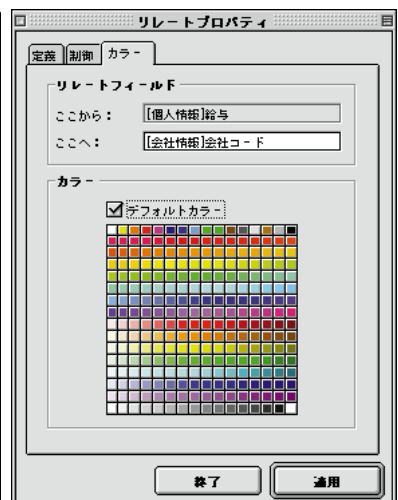 リレートプロパティ
定義 制御 カラー
リレートフィールド
ここから： [個人情報]給与
ここへ： [会社情報]会社コード
カラー
デフォルトカラー
終了 適用